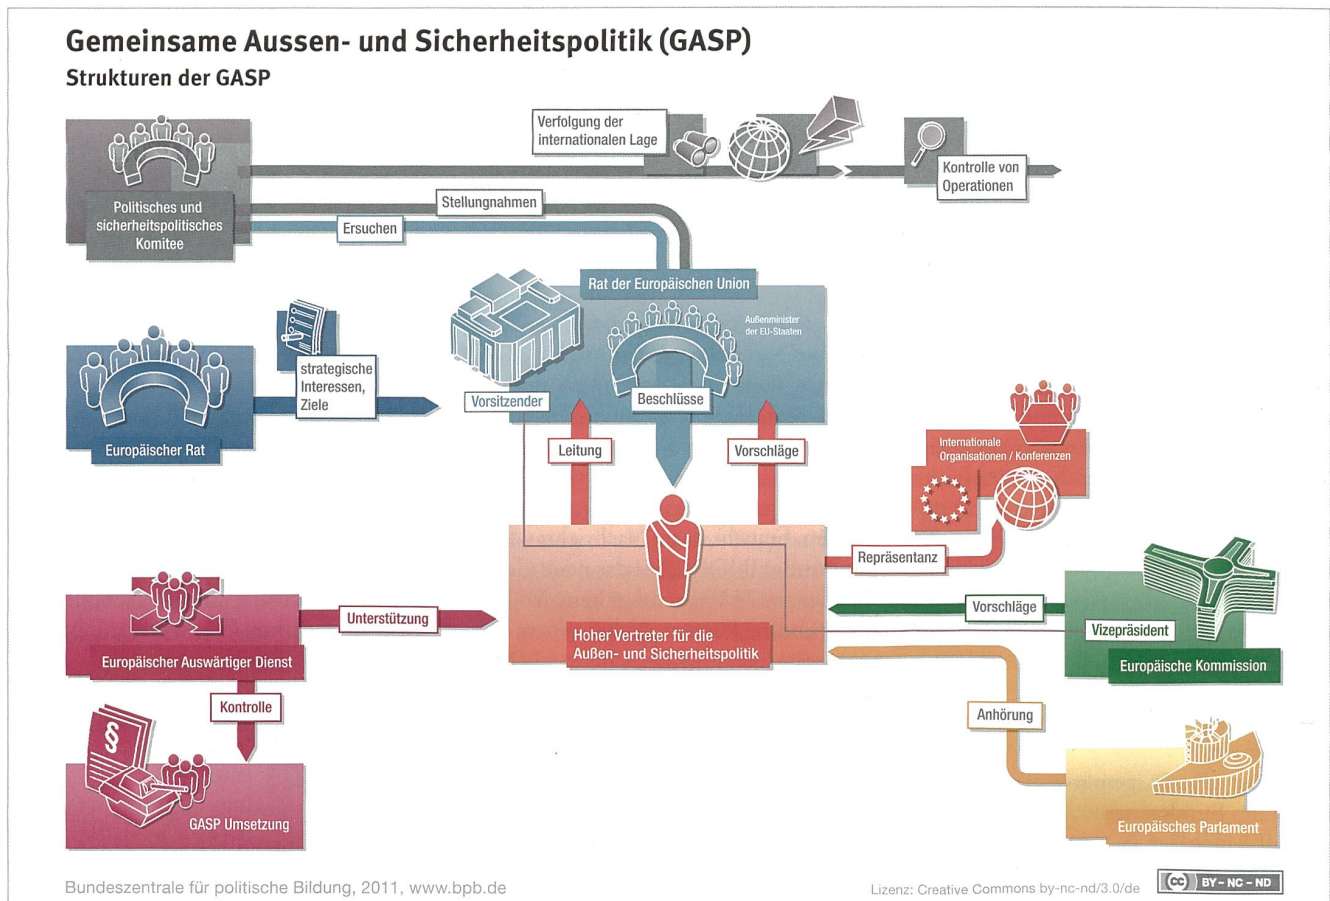 Gemeinsame Aussen- und Sicherheitspolitik (GASP)
Strukturen der GASP
Verfolgung der
internationalen Lage
Kontrolle von
Operationen
Politisches und
sicherheitspolitisches
Komitee
Stellungnahmen
Ersuchen
Rat der Europäischen Union
Außenminister
der EU-Staaten
strategische
Interessen,
Ziele
Europäischer Rat
Vorsitzender
Beschlüsse
Leitung
Vorschläge
Internationale
Organisationen / Konferenzen
Repräsentanz
Hoher Vertreter für die
Außen- und Sicherheitspolitik
Vorschläge
Vizepräsident
Europäische Kommission
Unterstützung
Europäischer Auswärtiger Dienst
Kontrolle
§
GASP Umsetzung
Anhörung
Europäisches Parlament
Bundeszentrale für politische Bildung, 2011, www.bpb.de
Lizenz: Creative Commons by-nc-nd/3.0/de
cc BY - NC - ND